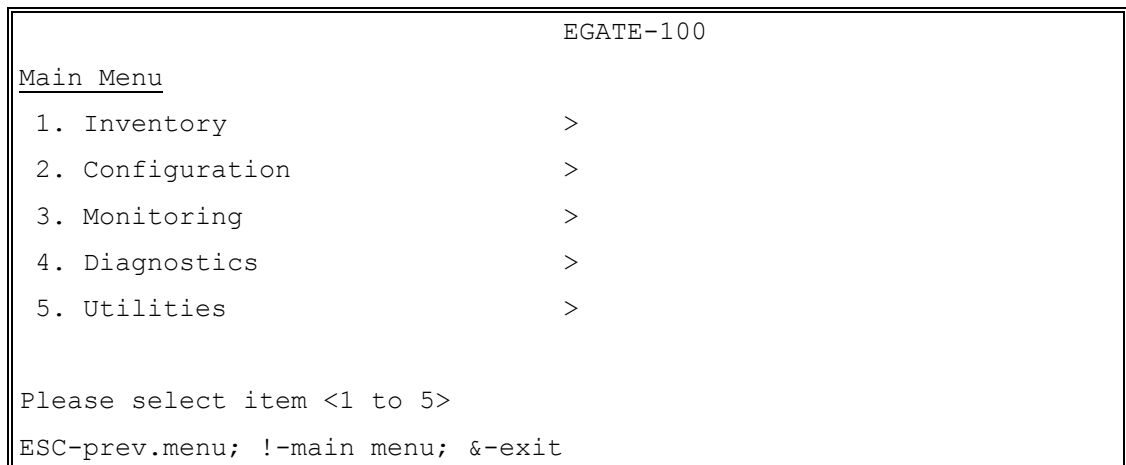 EGATE-100
Main Menu
1. Inventory >
2. Configuration >
3. Monitoring >
4. Diagnostics >
5. Utilities >
Please select item <1 to 5>
ESC-prev.menu; !-main menu; &-exit